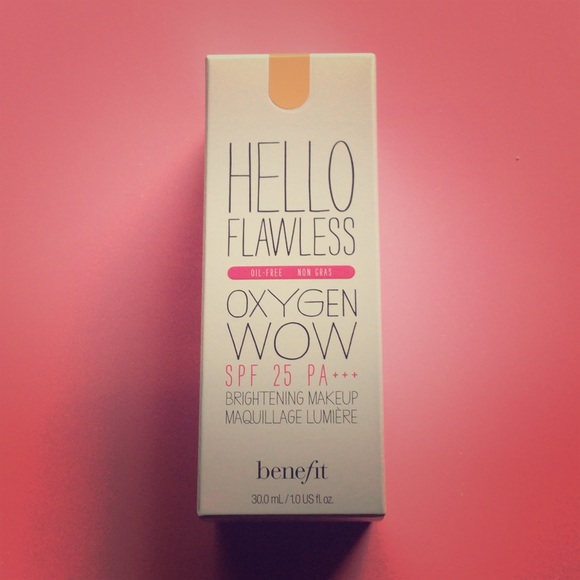 HELLO
FLAWLESS
OIL-FREE NON GRAS
OXYGEN
WOW
SPF 25 PA+++
BRIGHTENING MAKEUP
MAQUILLAGE LUMIÈRE
benefit
30.0 mL / 1.0 US fl. oz.